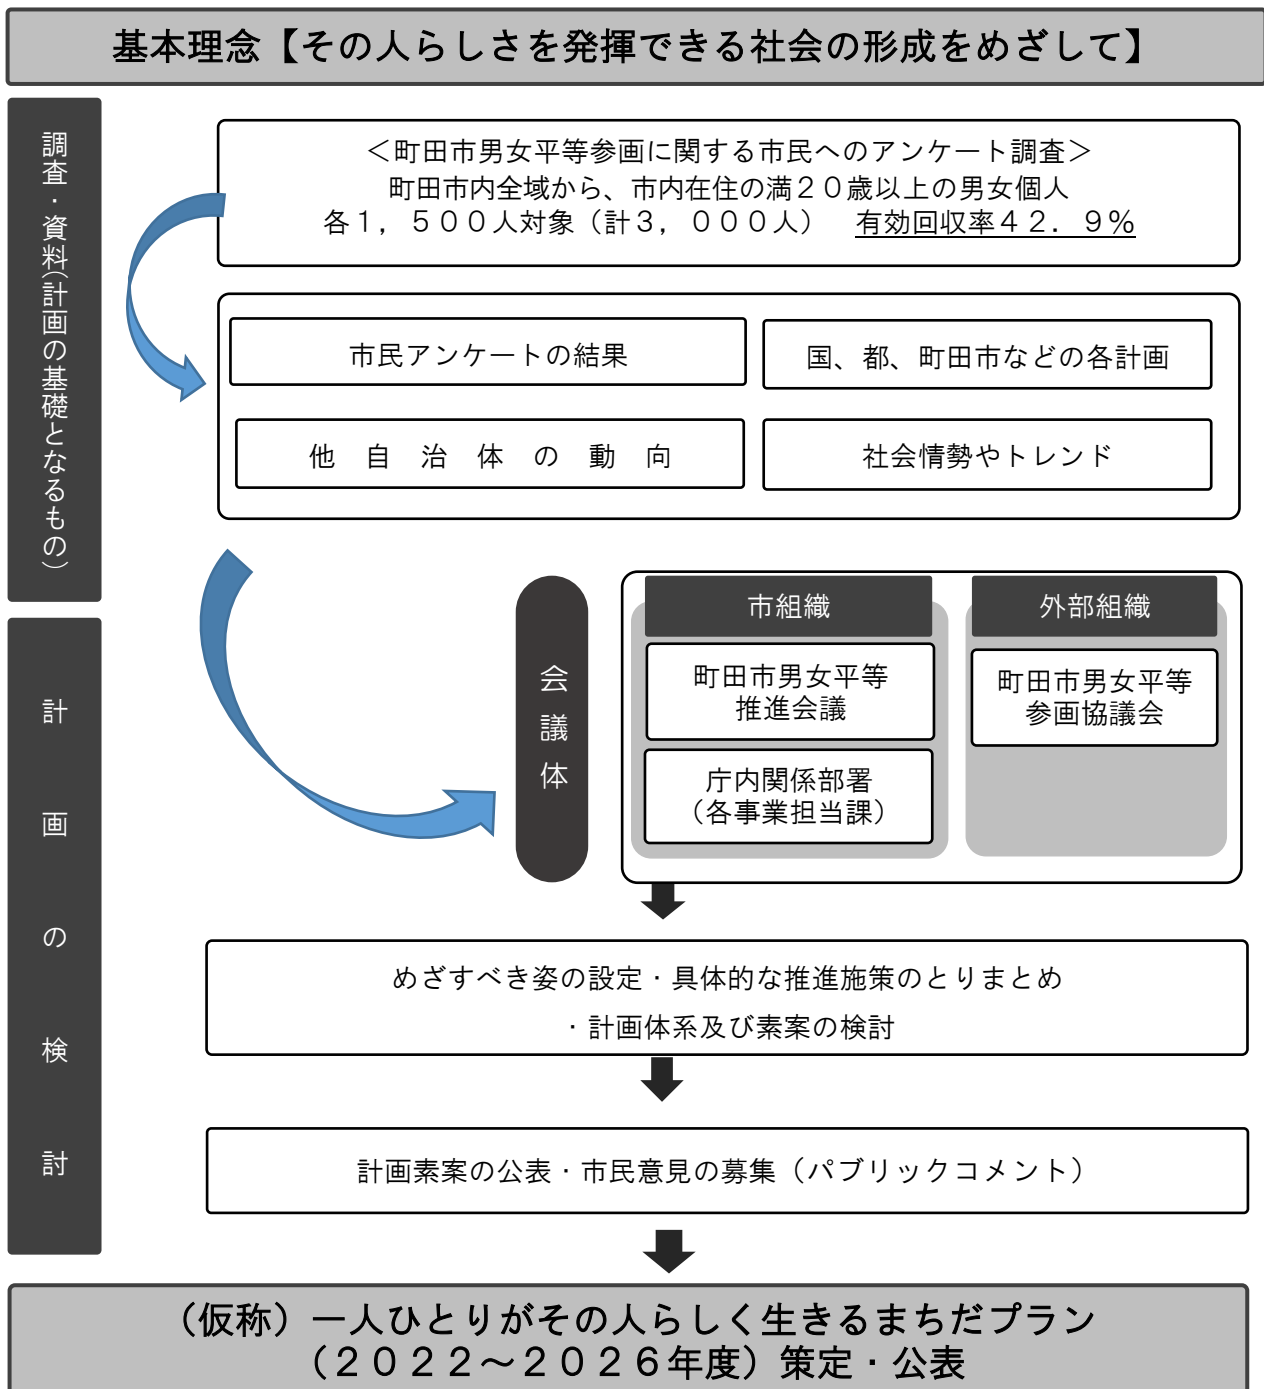 基本理念【その人らしさを発揮できる社会の形成をめざして】
調査・資料(計画の基礎となるもの)
＜町田市男女平等参画に関する市民へのアンケート調査＞
町田市内全域から、市内在住の満２０歳以上の男女個人
各１，５００人対象（計３，０００人）　有効回収率４２．９％
市民アンケートの結果
国、都、町田市などの各計画
他　自　治　体　の　動　向
社会情勢やトレンド
計画の検討
会議体
市組織
町田市男女平等
推進会議
庁内関係部署
（各事業担当課）
外部組織
町田市男女平等
参画協議会
めざすべき姿の設定・具体的な推進施策のとりまとめ
・計画体系及び素案の検討
計画素案の公表・市民意見の募集（パブリックコメント）
（仮称）一人ひとりがその人らしく生きるまちだプラン
（２０２２～２０２６年度）策定・公表